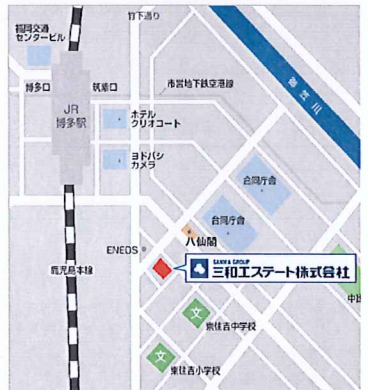 竹下通り
福岡交通
センタービル
博多口
筑紫口
市営地下鉄空港線
御笠川
JR
博多駅
ホテル
クリオコート
ヨドバシ
カメラ
合同庁舎
合同庁舎
八仙閣
ENEOS
SANWA GROUP
三和エステート株式会社
鹿児島本線
文
東住吉中学校
文
東住吉小学校